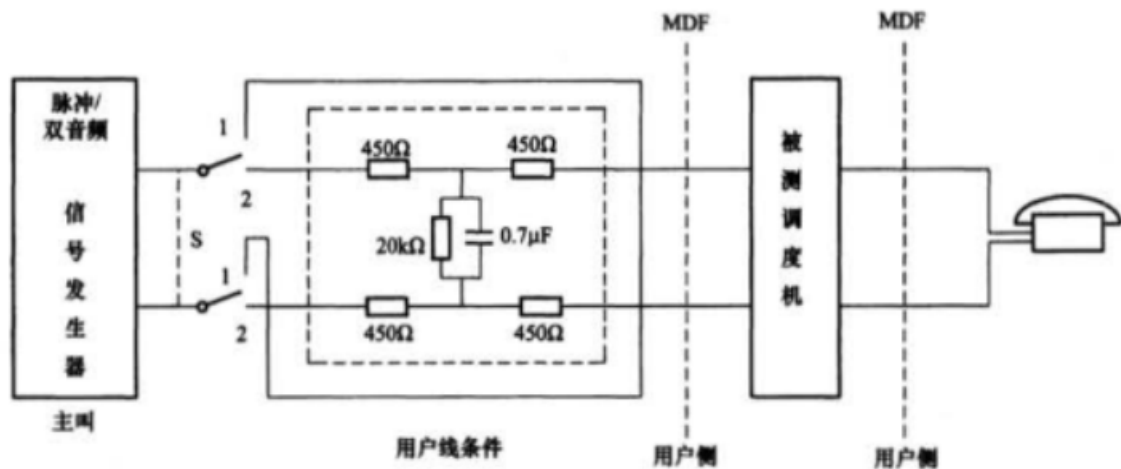 MDF
MDF
脉冲/
双音频
信号发生器
主叫
1
2
S
1
2
450Ω
450Ω
20kΩ
0.7μF
450Ω
450Ω
用户线条件
被测调度机
用户侧
用户侧